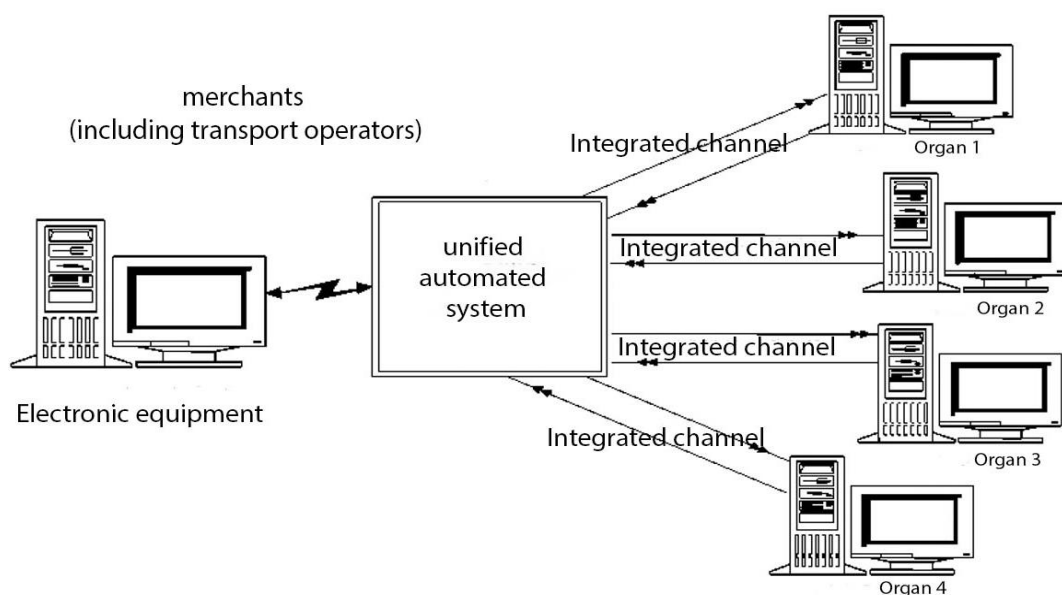 merchants
(including transport operators)
Electronic equipment
unified
automated
system
Integrated channel
Organ 1
Integrated channel
Organ 2
Integrated channel
Organ 3
Integrated channel
Organ 4